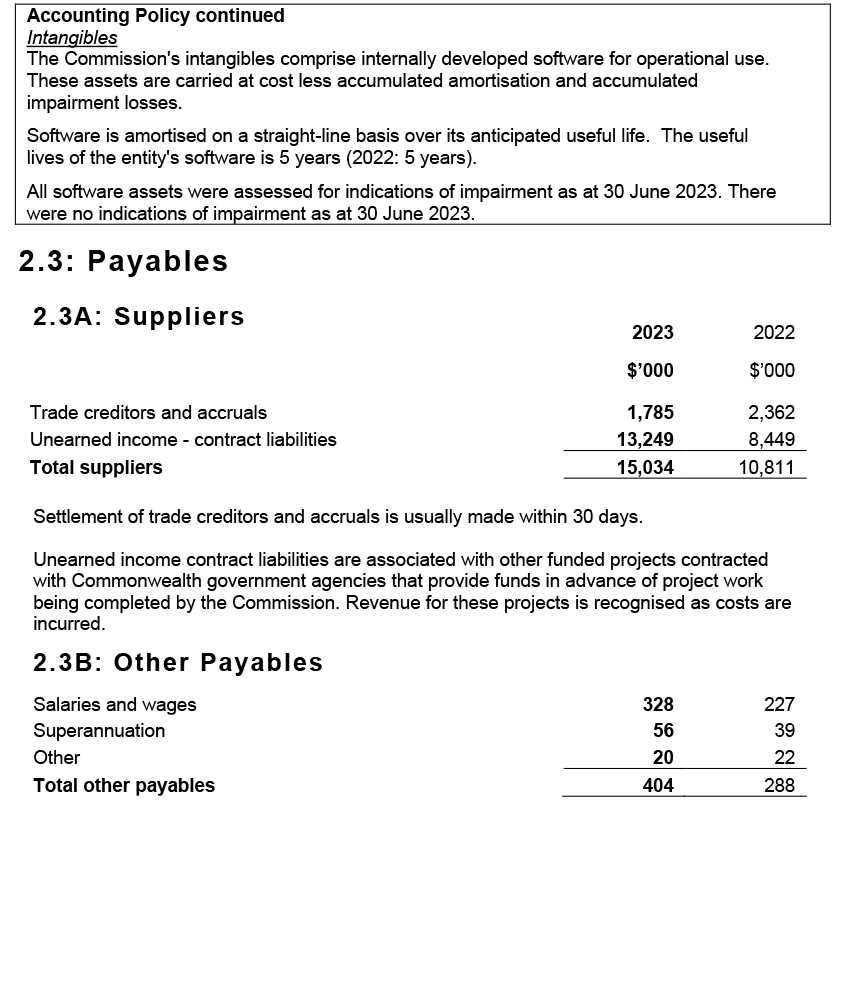 Accounting Policy continued
Intangibles
The Commission's intangibles comprise internally developed software for operational use.
These assets are carried at cost less accumulated amortisation and accumulated
impairment losses.
Software is amortised on a straight-line basis over its anticipated useful life.  The useful
lives of the entity's software is 5 years (2022: 5 years).
All software assets were assessed for indications of impairment as at 30 June 2023. There
were no indications of impairment as at 30 June 2023.
2.3: Payables
2.3A: Suppliers
2023 2022
$’000 $’000
Trade creditors and accruals 1,785 2,362
Unearned income - contract liabilities 13,249 8,449
Total suppliers 15,034 10,811
Settlement of trade creditors and accruals is usually made within 30 days.
Unearned income contract liabilities are associated with other funded projects contracted
with Commonwealth government agencies that provide funds in advance of project work
being completed by the Commission. Revenue for these projects is recognised as costs are
incurred.
2.3B: Other Payables
Salaries and wages 328 227
Superannuation 56 39
Other 20 22
Total other payables 404 288